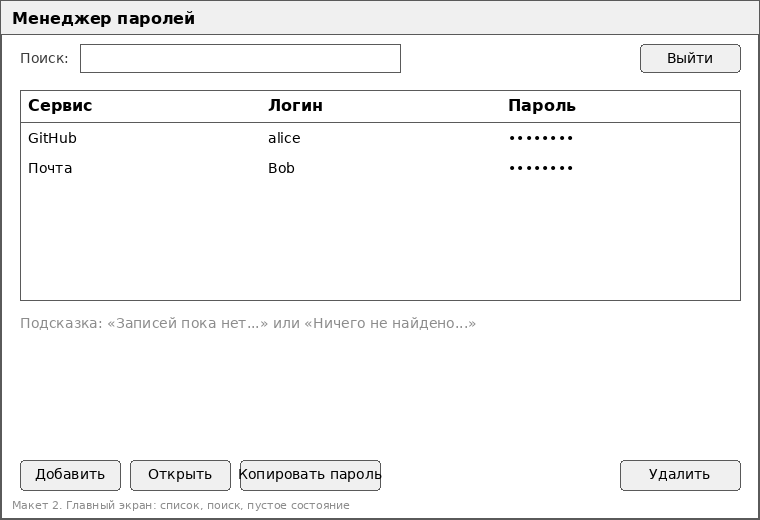 Менеджер паролей
Поиск: Выйти
Сервис Логин Пароль
GitHub alice ••••••••
Почта Bob ••••••••
Подсказка: «Записей пока нет...» или «Ничего не найдено...»
Добавить Открыть Копировать пароль Удалить
Макет 2. Главный экран: список, поиск, пустое состояние